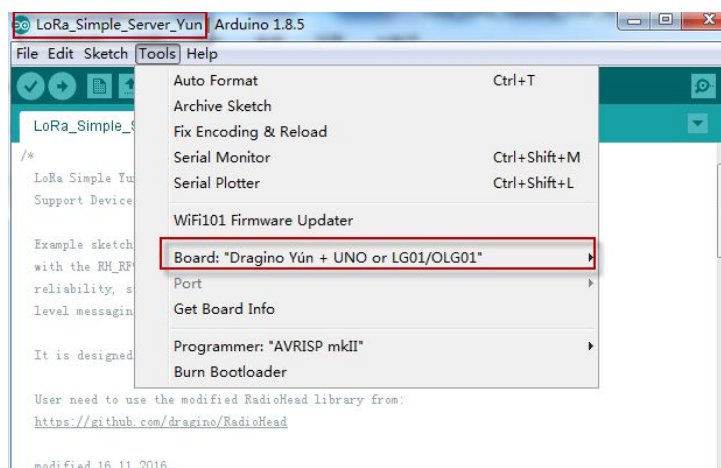 LoRa_Simple_Server_Yun | Arduino 1.8.5
File Edit Sketch Tools Help
Auto Format Ctrl+T
Archive Sketch
Fix Encoding & Reload
Serial Monitor Ctrl+Shift+M
Serial Plotter Ctrl+Shift+L
WiFi101 Firmware Updater
Board: "Dragino Yún + UNO or LG01/OLG01"
Port
Get Board Info
Programmer: "AVRISP mkII"
Burn Bootloader
LoRa_Simple_S
/*
LoRa Simple Yu
Support Device
Example sketch
with the RH_RF
reliability, s
level messagin
It is designed
User need to use the modified RadioHead library from:
https://github.com/dragino/RadioHead
modified 16 11 2016